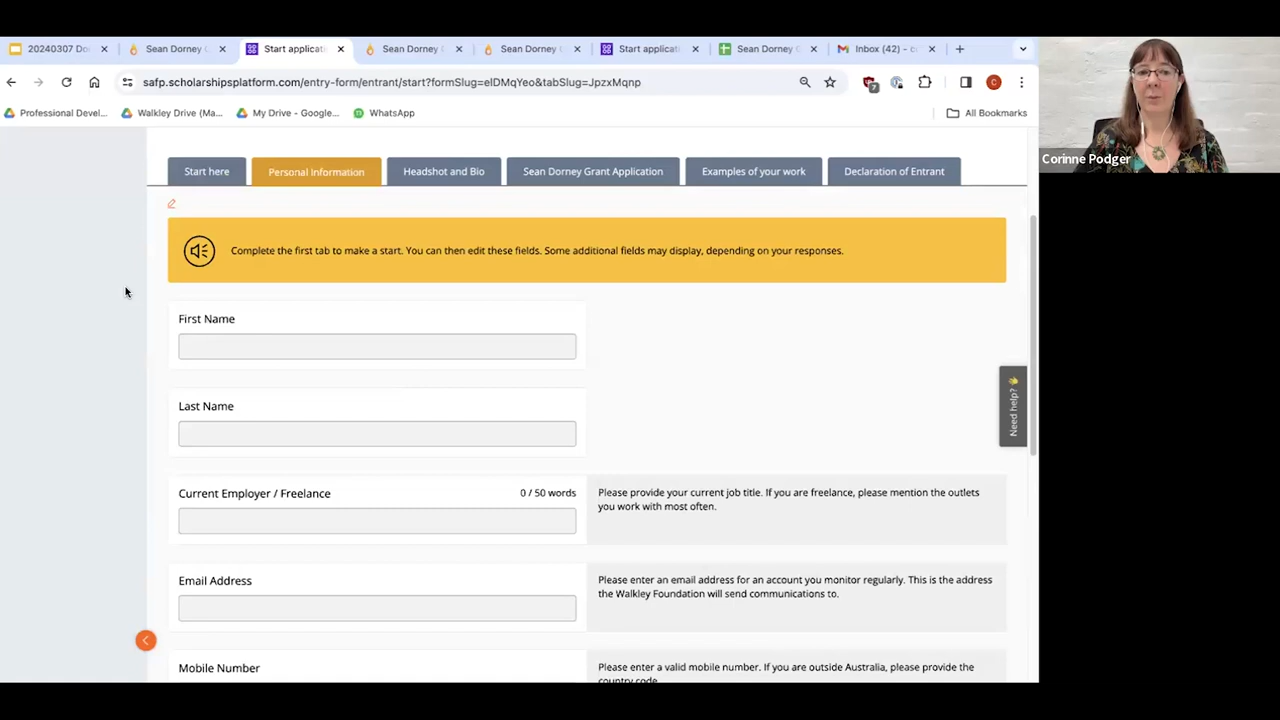 20240307 Do
Sean Dorney
Start applicati
Sean Dorney
Sean Dorney
Start applicat
Sean Dorney
Inbox (42) - c
safp.scholarshipsplatform.com/entry-form/entrant/start?formSlug=elDMqYeo&tabSlug=JpzxMqnp
7
C
Professional Devel...
Walkley Drive (Ma...
My Drive - Google...
WhatsApp
All Bookmarks
Corinne Podger
Start here
Personal Information
Headshot and Bio
Sean Dorney Grant Application
Examples of your work
Declaration of Entrant
Complete the first tab to make a start. You can then edit these fields. Some additional fields may display, depending on your responses.
First Name
Last Name
Current Employer / Freelance
0 / 50 words
Please provide your current job title. If you are freelance, please mention the outlets
you work with most often.
Email Address
Please enter an email address for an account you monitor regularly. This is the address
the Walkley Foundation will send communications to.
Mobile Number
Please enter a valid mobile number. If you are outside Australia, please provide the
country code.
Need help?